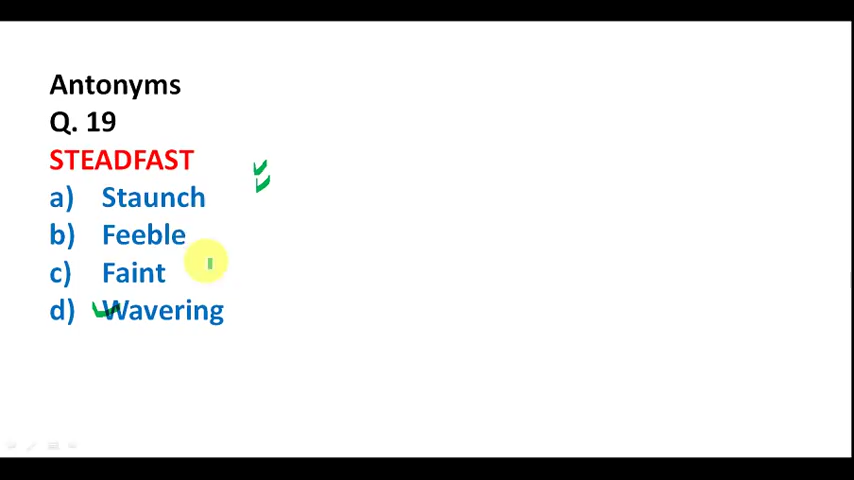 Antonyms
Q. 19
STEADFAST
a) Staunch
b) Feeble
c) Faint
d) Wavering